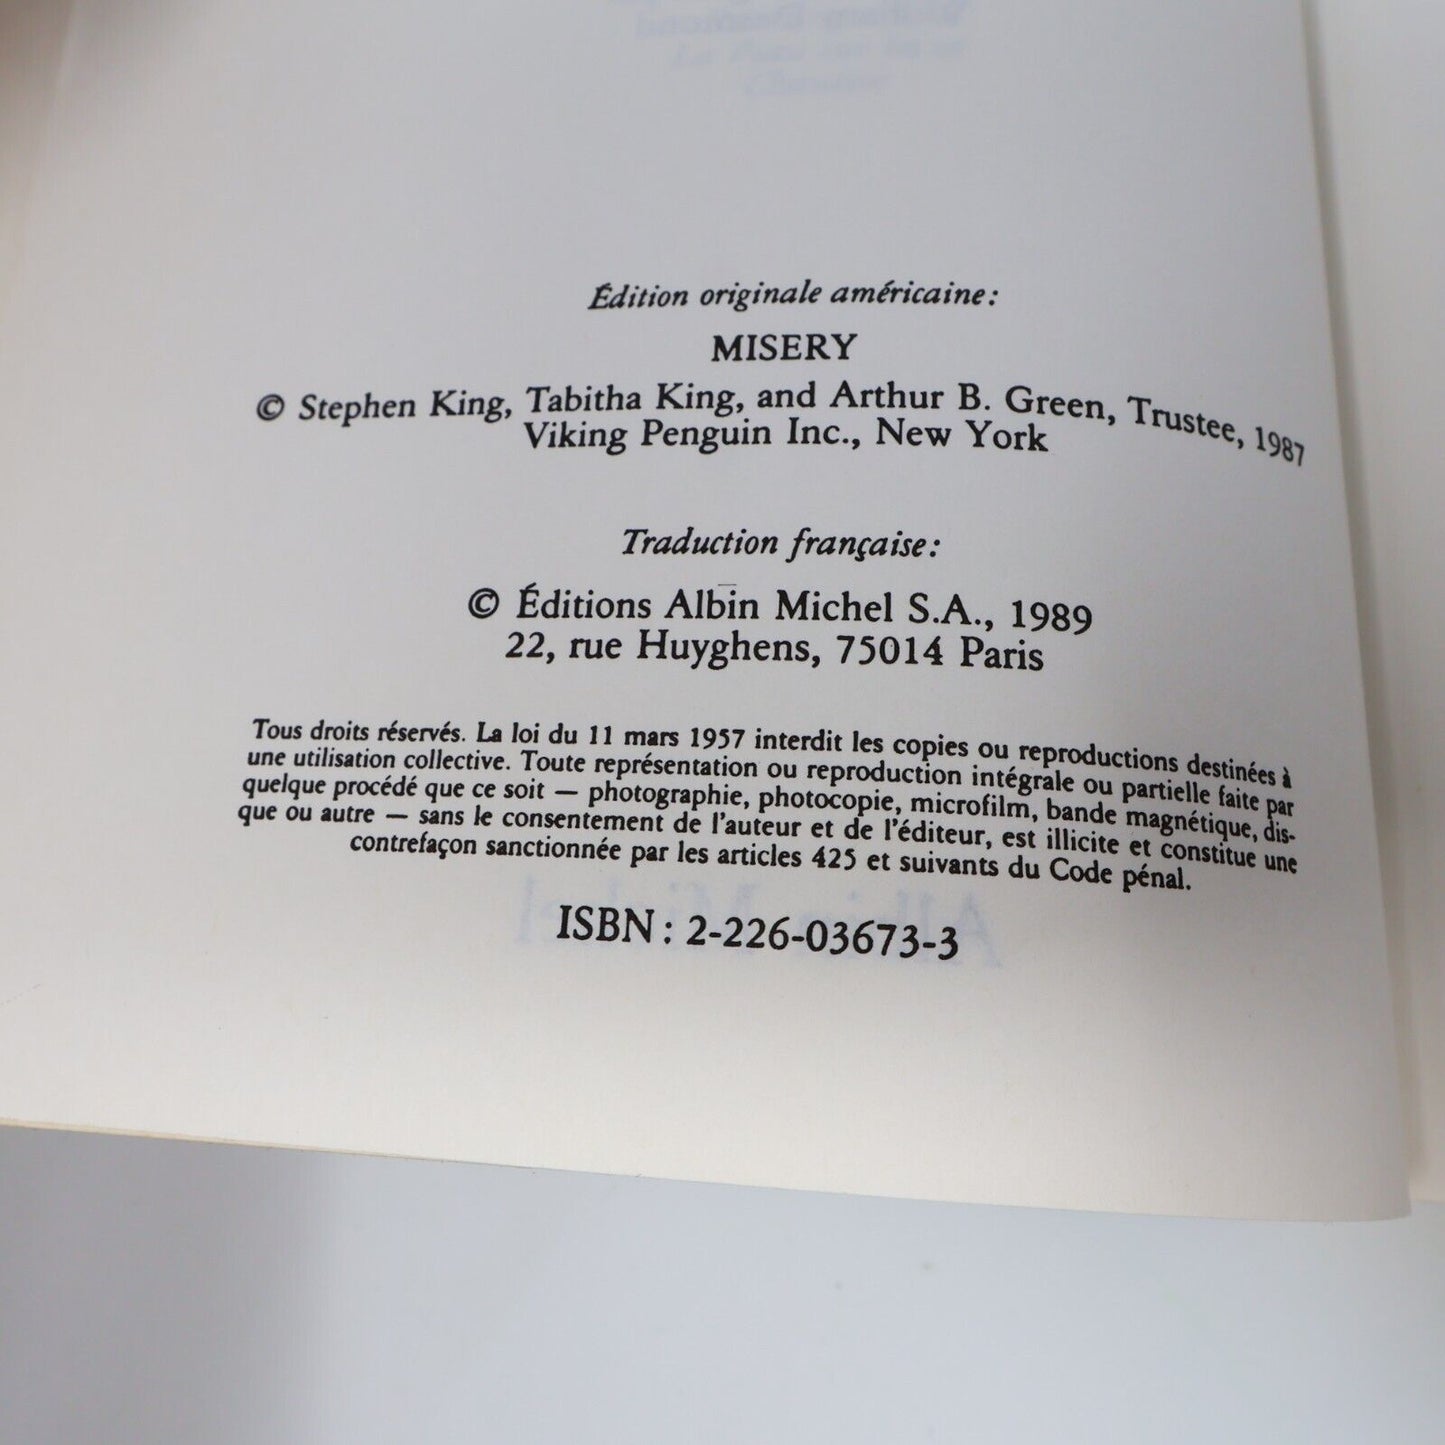 Édition originale américaine :
MISERY
© Stephen King, Tabitha King, and Arthur B. Green, Trustee, 1987
Viking Penguin Inc., New York
Traduction française :
© Éditions Albin Michel S.A., 1989
22, rue Huyghens, 75014 Paris
Tous droits réservés. La loi du 11 mars 1957 interdit les copies ou reproductions destinées à
une utilisation collective. Toute représentation ou reproduction intégrale ou partielle faite par
quelque procédé que ce soit — photographie, photocopie, microfilm, bande magnétique, dis-
que ou autre — sans le consentement de l'auteur et de l'éditeur, est illicite et constitue une
contrefaçon sanctionnée par les articles 425 et suivants du Code pénal.
ISBN : 2-226-03673-3